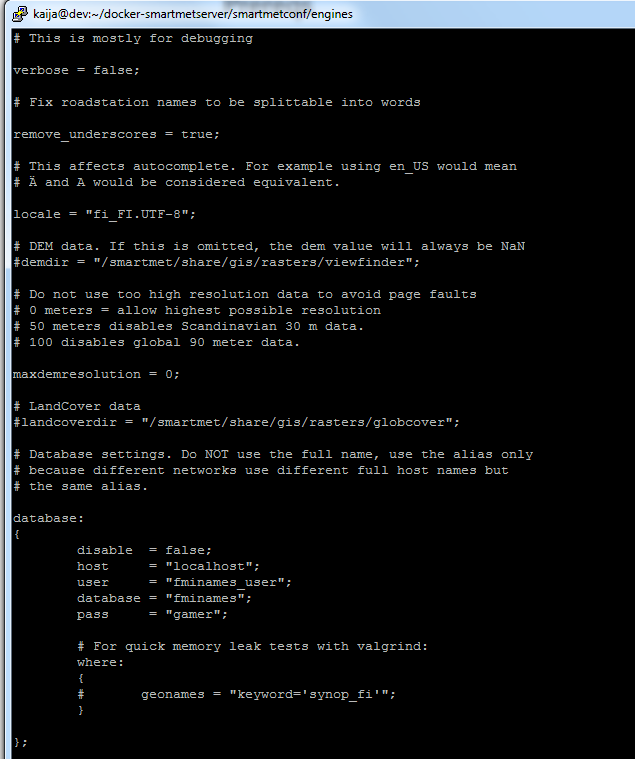 kaija@dev:~/docker-smartmetserver/smartmetconf/engines
# This is mostly for debugging
verbose = false;
# Fix roadstation names to be splittable into words
remove_underscores = true;
# This affects autocomplete. For example using en_US would mean
# Ä and A would be considered equivalent.
locale = "fi_FI.UTF-8";
# DEM data. If this is omitted, the dem value will always be NaN
#demdir = "/smartmet/share/gis/rasters/viewfinder";
# Do not use too high resolution data to avoid page faults
# 0 meters = allow highest possible resolution
# 50 meters disables Scandinavian 30 m data.
# 100 disables global 90 meter data.
maxdemresolution = 0;
# LandCover data
#landcoverdir = "/smartmet/share/gis/rasters/globcover";
# Database settings. Do NOT use the full name, use the alias only
# because different networks use different full host names but
# the same alias.
database:
{
        disable  = false;
        host     = "localhost";
        user     = "fminames_user";
        database = "fminames";
        pass     = "gamer";
        # For quick memory leak tests with valgrind:
        where:
        {
        #       geonames = "keyword='synop_fi'";
        }
};